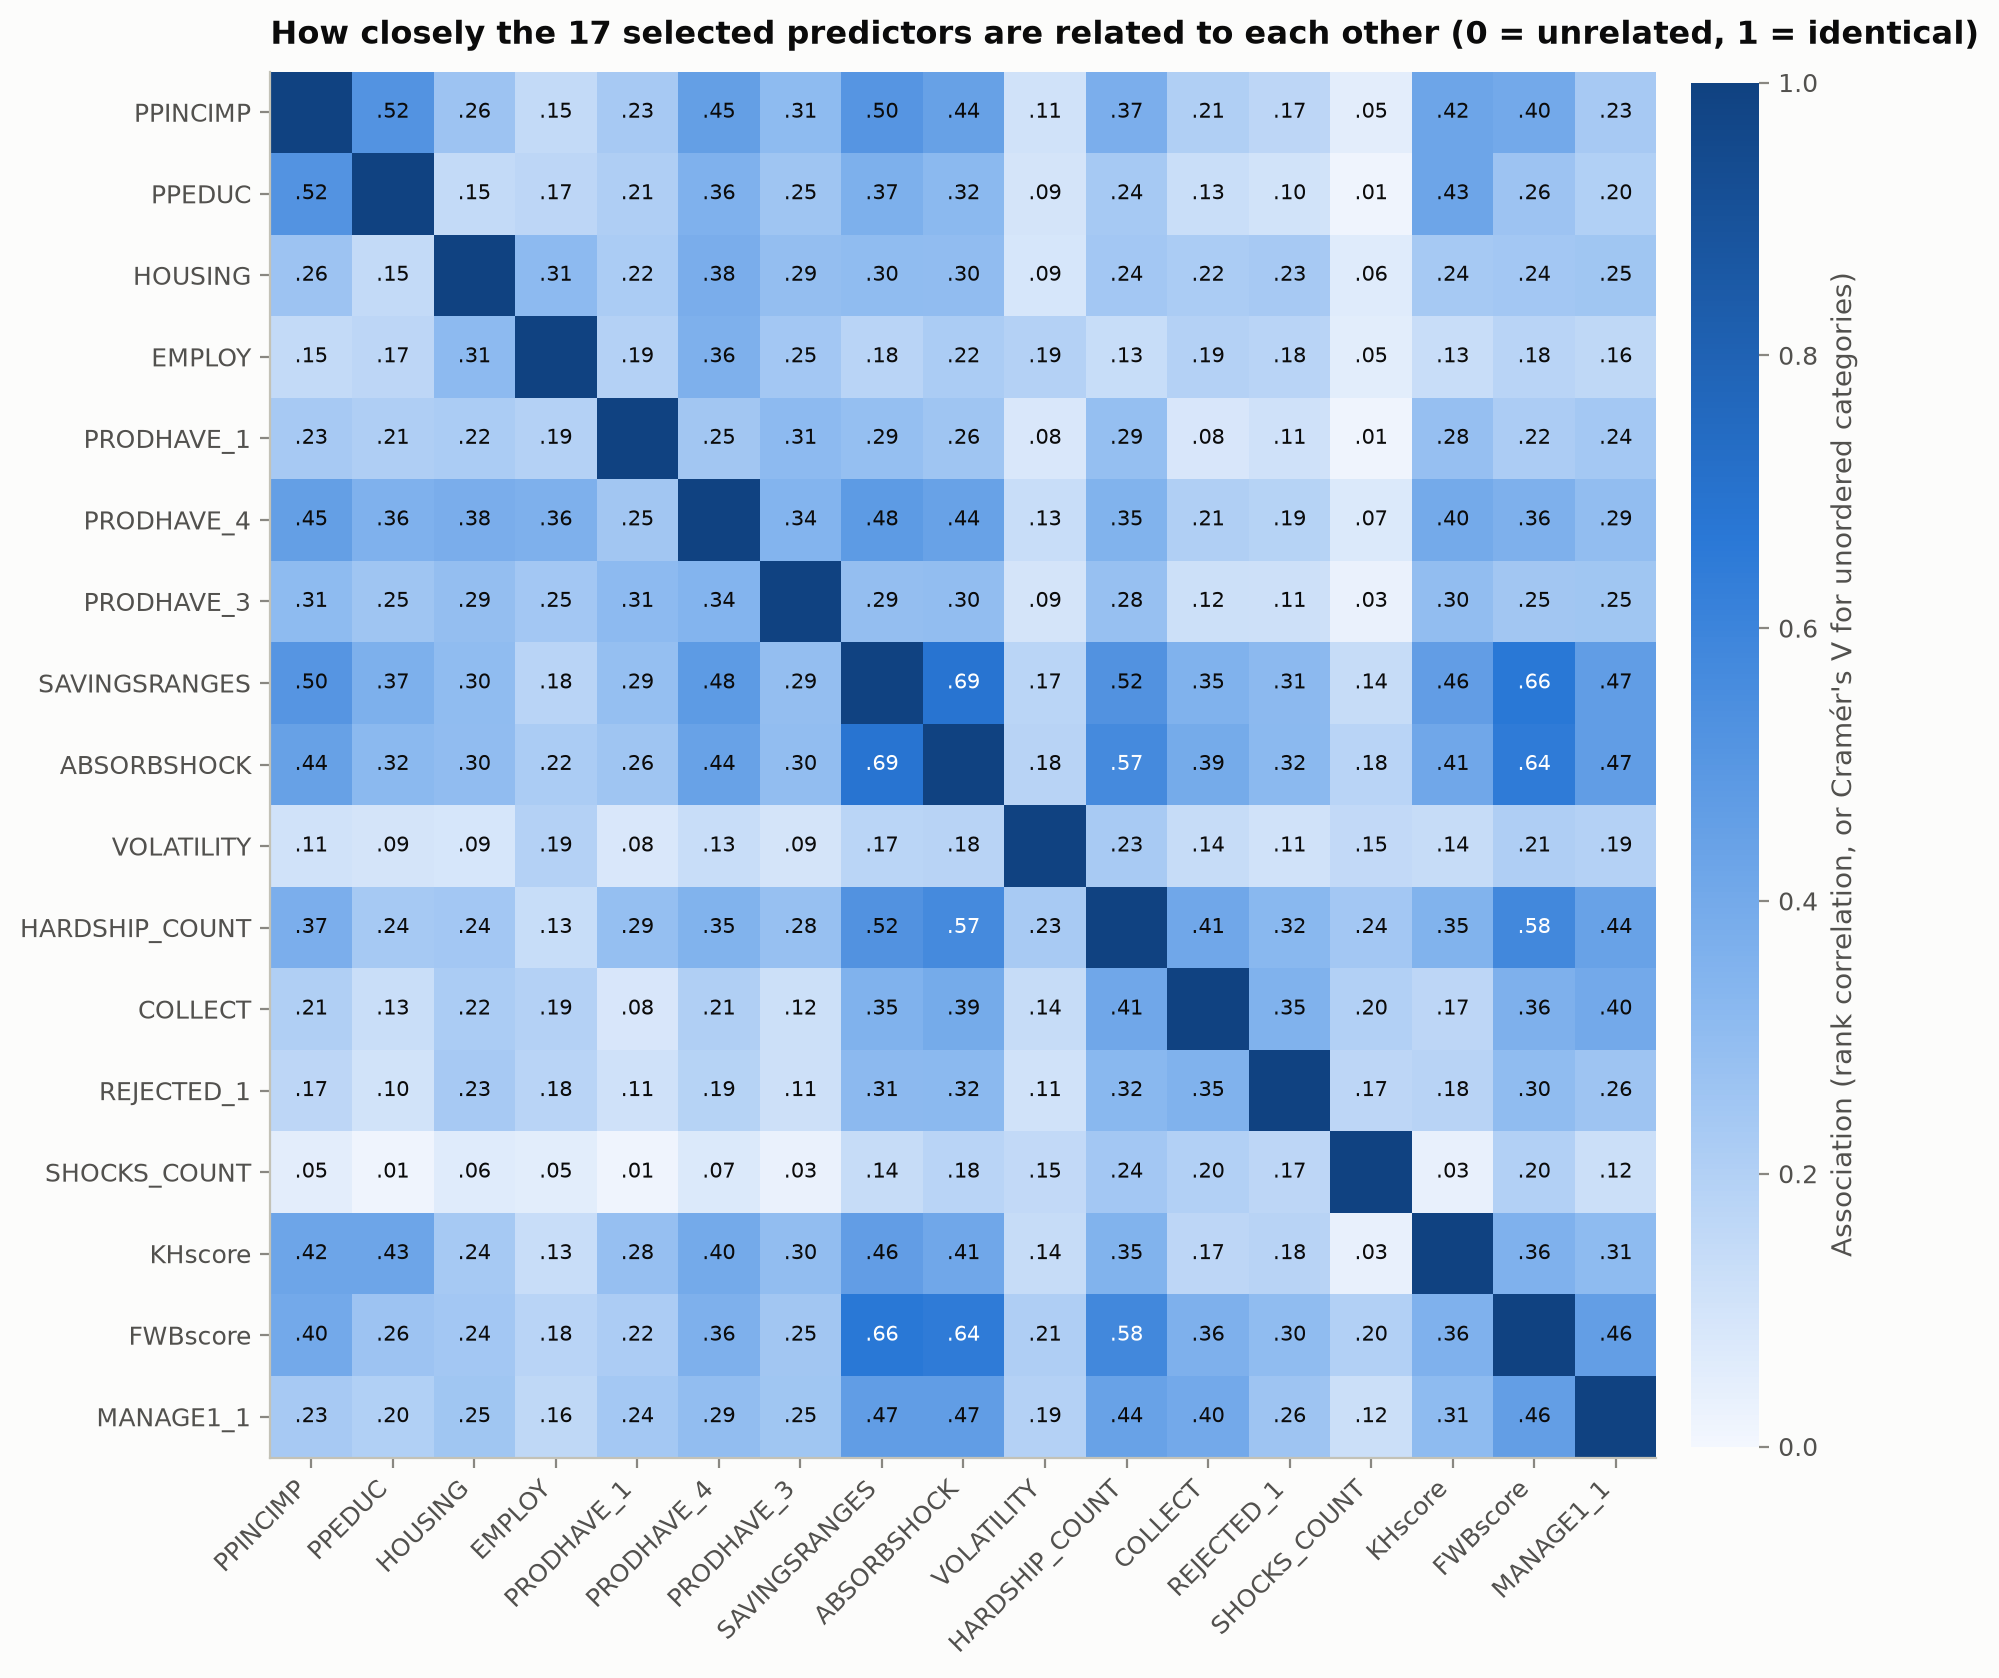 How closely the 17 selected predictors are related to each other (0 = unrelated, 1 = identical)
PPINCIMP .52 .26 .15 .23 .45 .31 .50 .44 .11 .37 .21 .17 .05 .42 .40 .23
PPEDUC .52 .15 .17 .21 .36 .25 .37 .32 .09 .24 .13 .10 .01 .43 .26 .20
HOUSING .26 .15 .31 .22 .38 .29 .30 .30 .09 .24 .22 .23 .06 .24 .24 .25
EMPLOY .15 .17 .31 .19 .36 .25 .18 .22 .19 .13 .19 .18 .05 .13 .18 .16
PRODHAVE_1 .23 .21 .22 .19 .25 .31 .29 .26 .08 .29 .08 .11 .01 .28 .22 .24
PRODHAVE_4 .45 .36 .38 .36 .25 .34 .48 .44 .13 .35 .21 .19 .07 .40 .36 .29
PRODHAVE_3 .31 .25 .29 .25 .31 .34 .29 .30 .09 .28 .12 .11 .03 .30 .25 .25
SAVINGSRANGES .50 .37 .30 .18 .29 .48 .29 .69 .17 .52 .35 .31 .14 .46 .66 .47
ABSORBSHOCK .44 .32 .30 .22 .26 .44 .30 .69 .18 .57 .39 .32 .18 .41 .64 .47
VOLATILITY .11 .09 .09 .19 .08 .13 .09 .17 .18 .23 .14 .11 .15 .14 .21 .19
HARDSHIP_COUNT .37 .24 .24 .13 .29 .35 .28 .52 .57 .23 .41 .32 .24 .35 .58 .44
COLLECT .21 .13 .22 .19 .08 .21 .12 .35 .39 .14 .41 .35 .20 .17 .36 .40
REJECTED_1 .17 .10 .23 .18 .11 .19 .11 .31 .32 .11 .32 .35 .17 .18 .30 .26
SHOCKS_COUNT .05 .01 .06 .05 .01 .07 .03 .14 .18 .15 .24 .20 .17 .03 .20 .12
KHscore .42 .43 .24 .13 .28 .40 .30 .46 .41 .14 .35 .17 .18 .03 .36 .31
FWBscore .40 .26 .24 .18 .22 .36 .25 .66 .64 .21 .58 .36 .30 .20 .36 .46
MANAGE1_1 .23 .20 .25 .16 .24 .29 .25 .47 .47 .19 .44 .40 .26 .12 .31 .46
PPINCIMP PPEDUC HOUSING EMPLOY PRODHAVE_1 PRODHAVE_4 PRODHAVE_3 SAVINGSRANGES ABSORBSHOCK VOLATILITY HARDSHIP_COUNT COLLECT REJECTED_1 SHOCKS_COUNT KHscore FWBscore MANAGE1_1
1.0
0.8
0.6
0.4
0.2
0.0
Association (rank correlation, or Cramér's V for unordered categories)